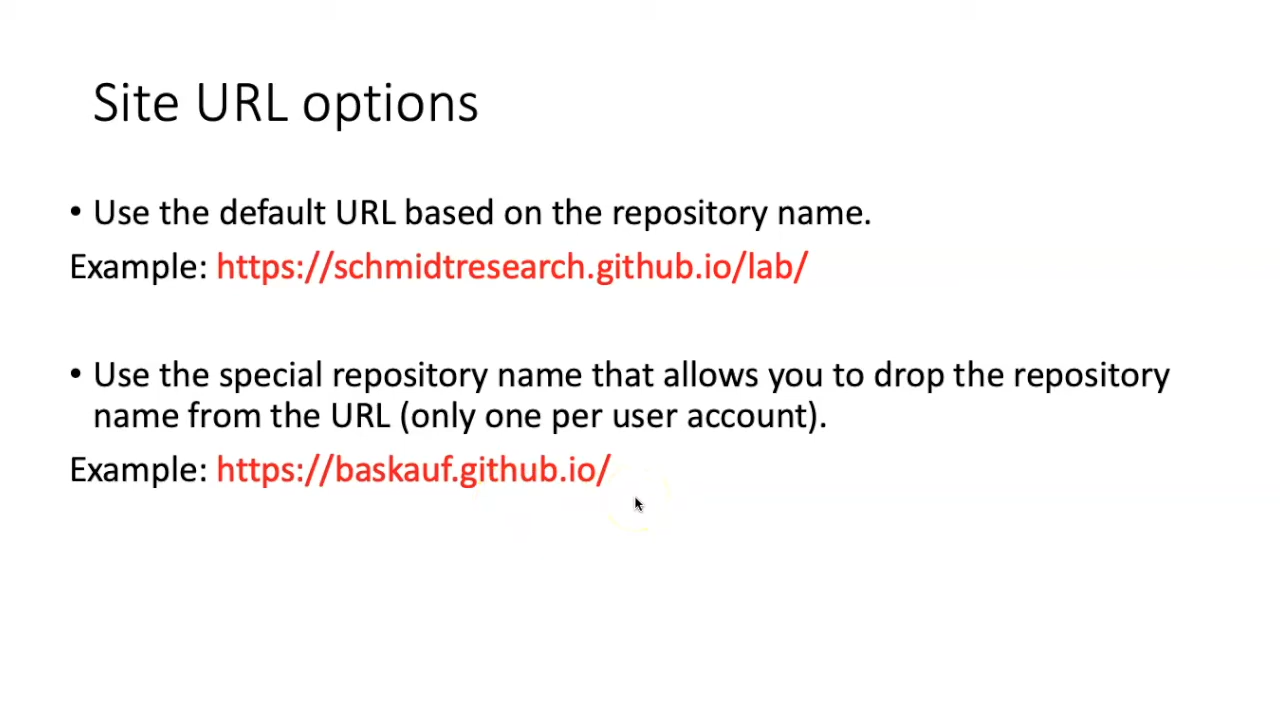 Site URL options
• Use the default URL based on the repository name.
Example: https://schmidtresearch.github.io/lab/
• Use the special repository name that allows you to drop the repository
name from the URL (only one per user account).
Example: https://baskauf.github.io/